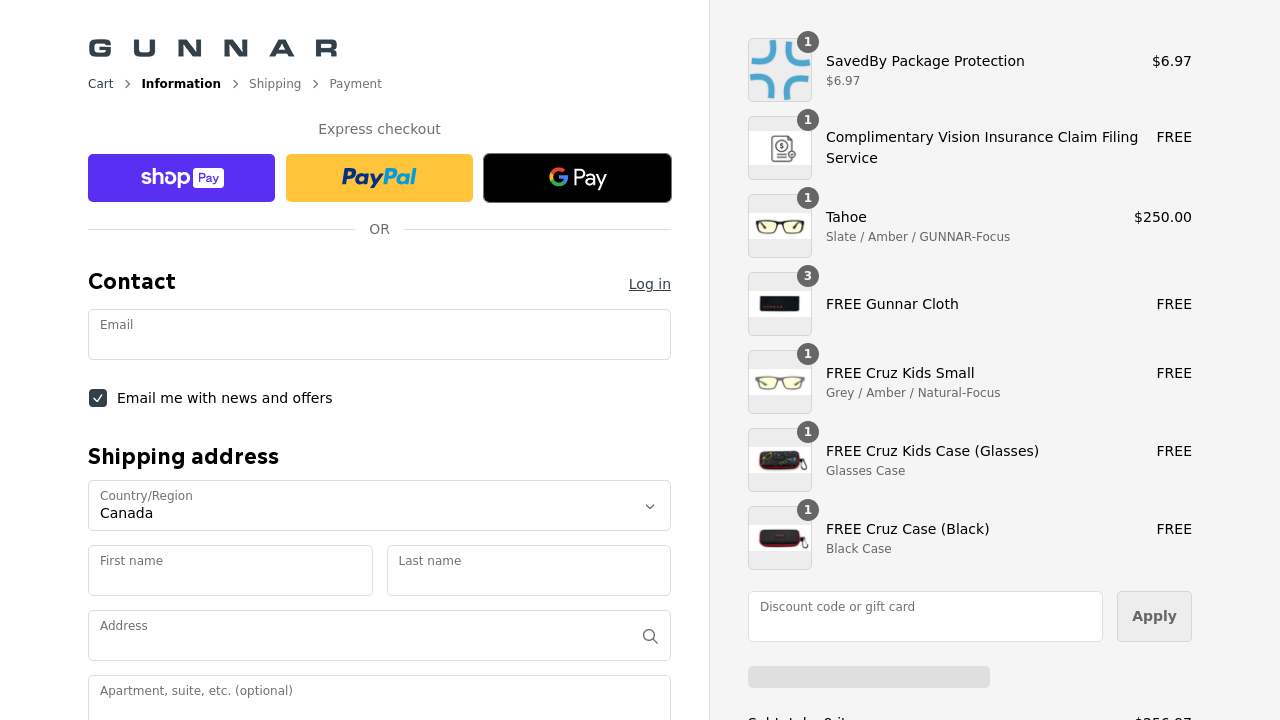 GUNNAR
Cart > Information > Shipping > Payment
Express checkout
shop Pay
PayPal
G Pay
OR
Contact
Log in
Email
Email me with news and offers
Shipping address
Country/Region
Canada
First name
Last name
Address
Apartment, suite, etc. (optional)
1
SavedBy Package Protection
$6.97
$6.97
1
Complimentary Vision Insurance Claim Filing
Service
FREE
1
Tahoe
$250.00
Slate / Amber / GUNNAR-Focus
3
FREE Gunnar Cloth
FREE
1
FREE Cruz Kids Small
FREE
Grey / Amber / Natural-Focus
1
FREE Cruz Kids Case (Glasses)
FREE
Glasses Case
1
FREE Cruz Case (Black)
FREE
Black Case
Discount code or gift card
Apply